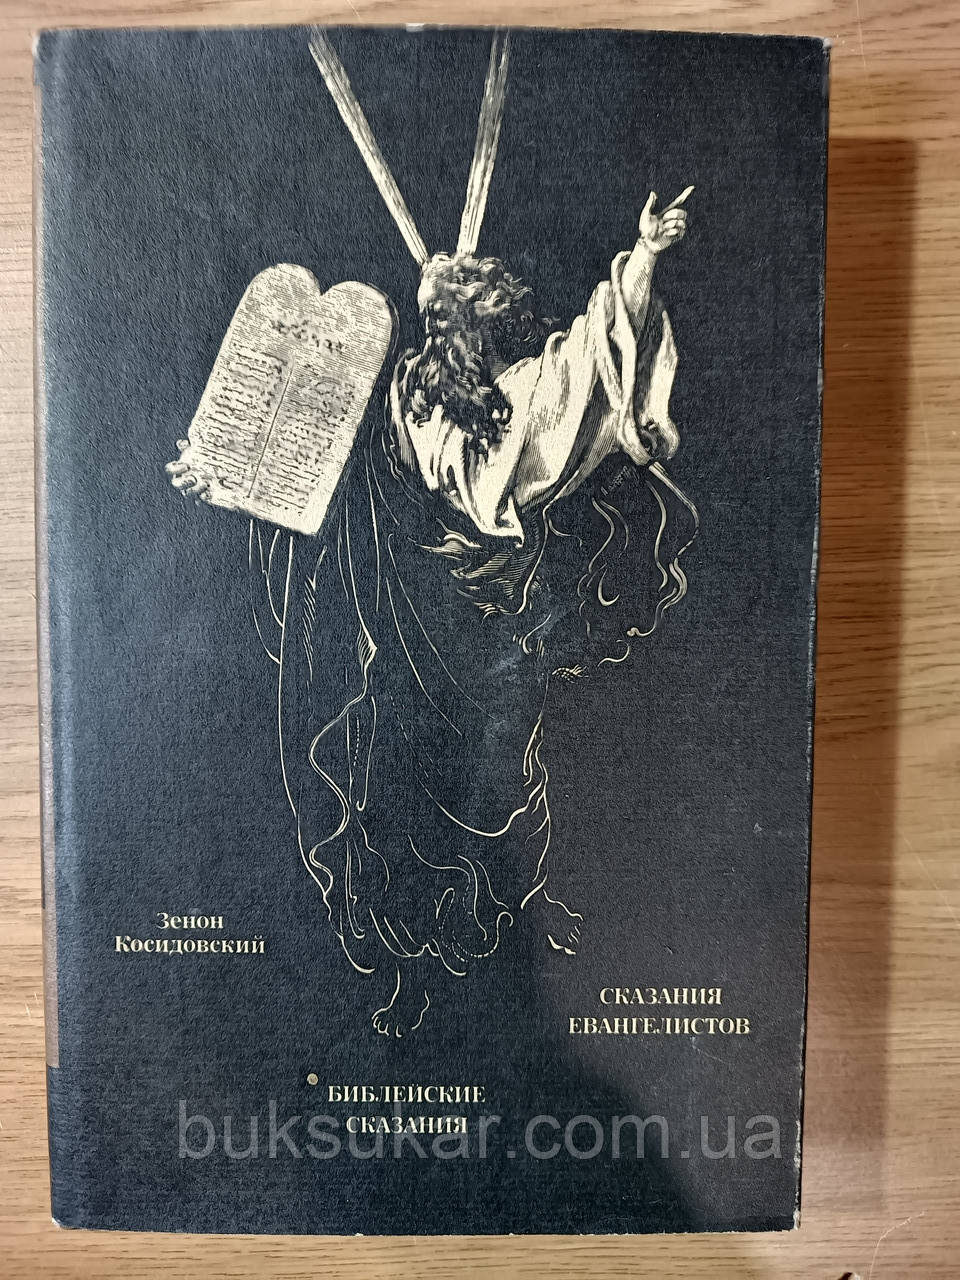 Зенон
Косидовский
СКАЗАНИЯ
ЕВАНГЕЛИСТОВ
БИБЛЕЙСКИЕ
СКАЗАНИЯ
buksukar.com.ua